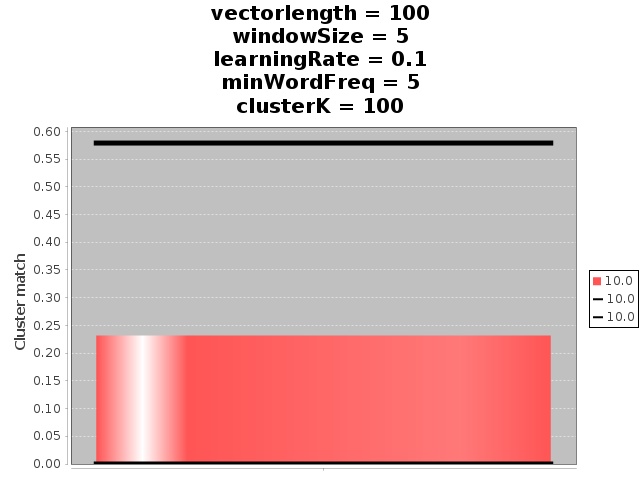 vectorlength = 100
windowSize = 5
learningRate = 0.1
minWordFreq = 5
clusterK = 100
Cluster match
0.60
0.55
0.50
0.45
0.40
0.35
0.30
0.25
0.20
0.15
0.10
0.05
0.00
10.0
10.0
10.0